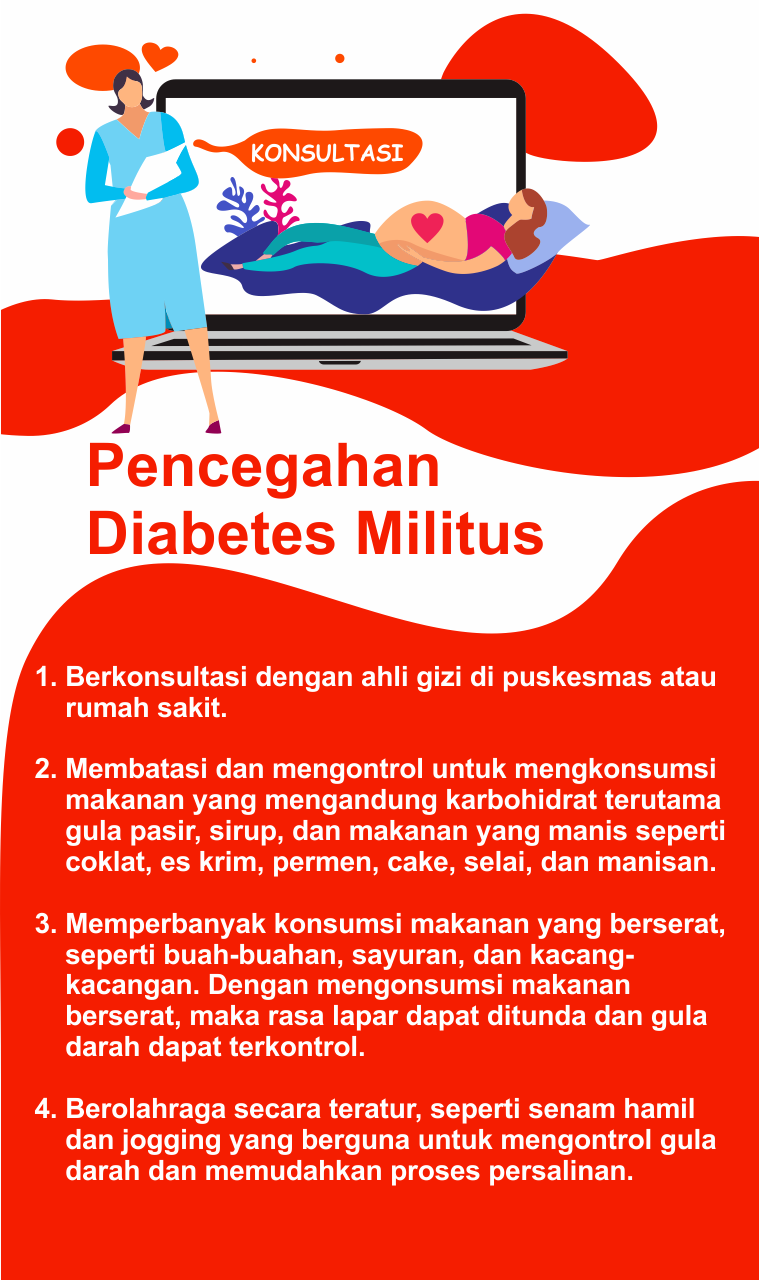 KONSULTASI
Pencegahan
Diabetes Militus
1. Berkonsultasi dengan ahli gizi di puskesmas atau
rumah sakit.
2. Membatasi dan mengontrol untuk mengkonsumsi
makanan yang mengandung karbohidrat terutama
gula pasir, sirup, dan makanan yang manis seperti
coklat, es krim, permen, cake, selai, dan manisan.
3. Memperbanyak konsumsi makanan yang berserat,
seperti buah-buahan, sayuran, dan kacang-
kacangan. Dengan mengonsumsi makanan
berserat, maka rasa lapar dapat ditunda dan gula
darah dapat terkontrol.
4. Berolahraga secara teratur, seperti senam hamil
dan jogging yang berguna untuk mengontrol gula
darah dan memudahkan proses persalinan.